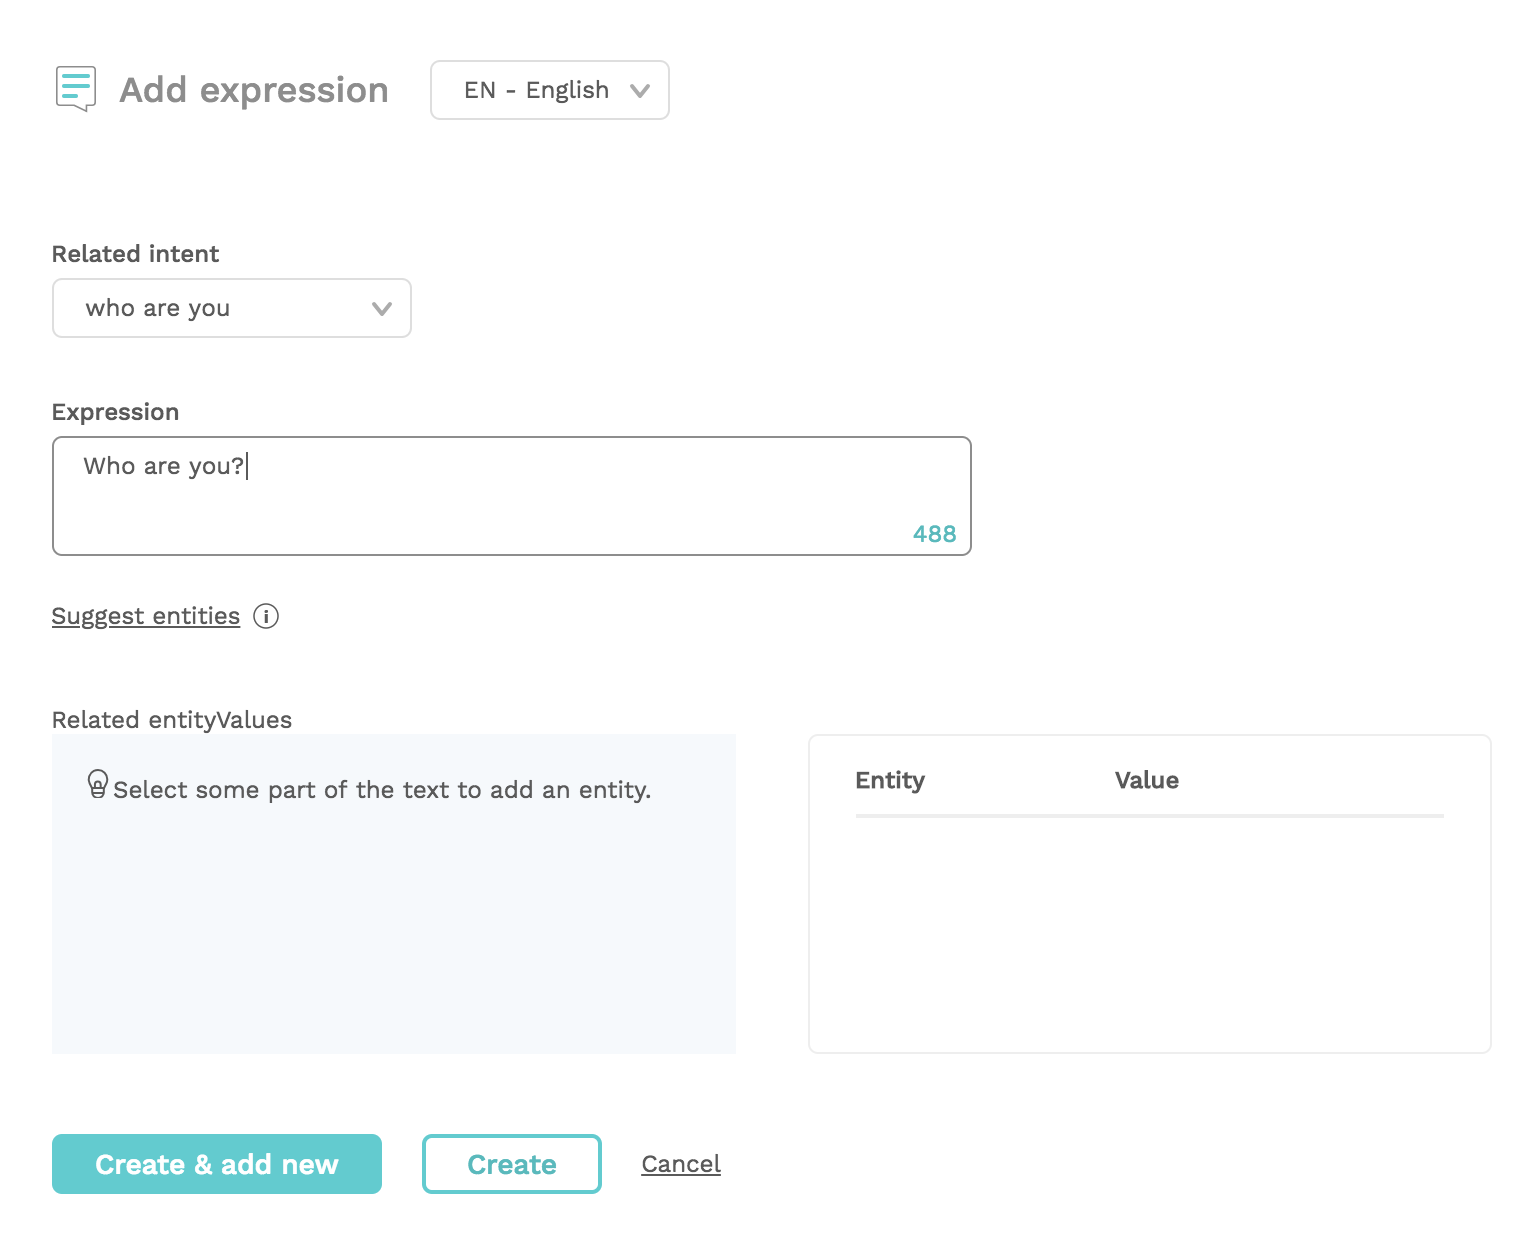 Add expression
EN - English
Related intent
who are you
Expression
Who are you?
488
Suggest entities
Related entityValues
Select some part of the text to add an entity.
Entity Value
Create & add new
Create
Cancel